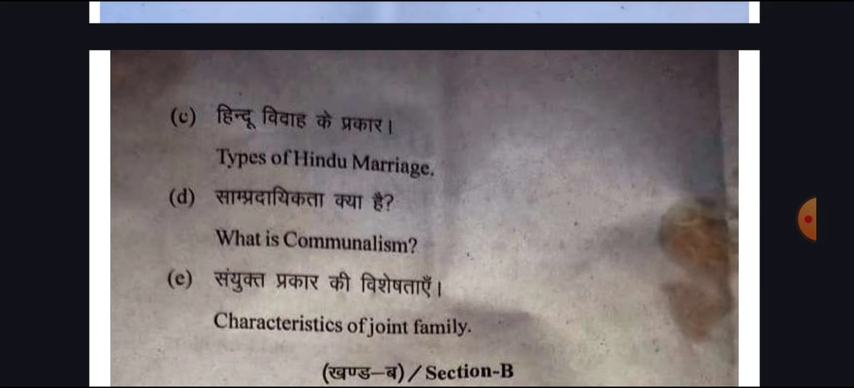 (c) हिन्दू विवाह के प्रकार।
Types of Hindu Marriage.
(d) साम्प्रदायिकता क्या है?
What is Communalism?
(e) संयुक्त प्रकार की विशेषताएँ।
Characteristics of joint family.
(खण्ड-ब)/Section-B